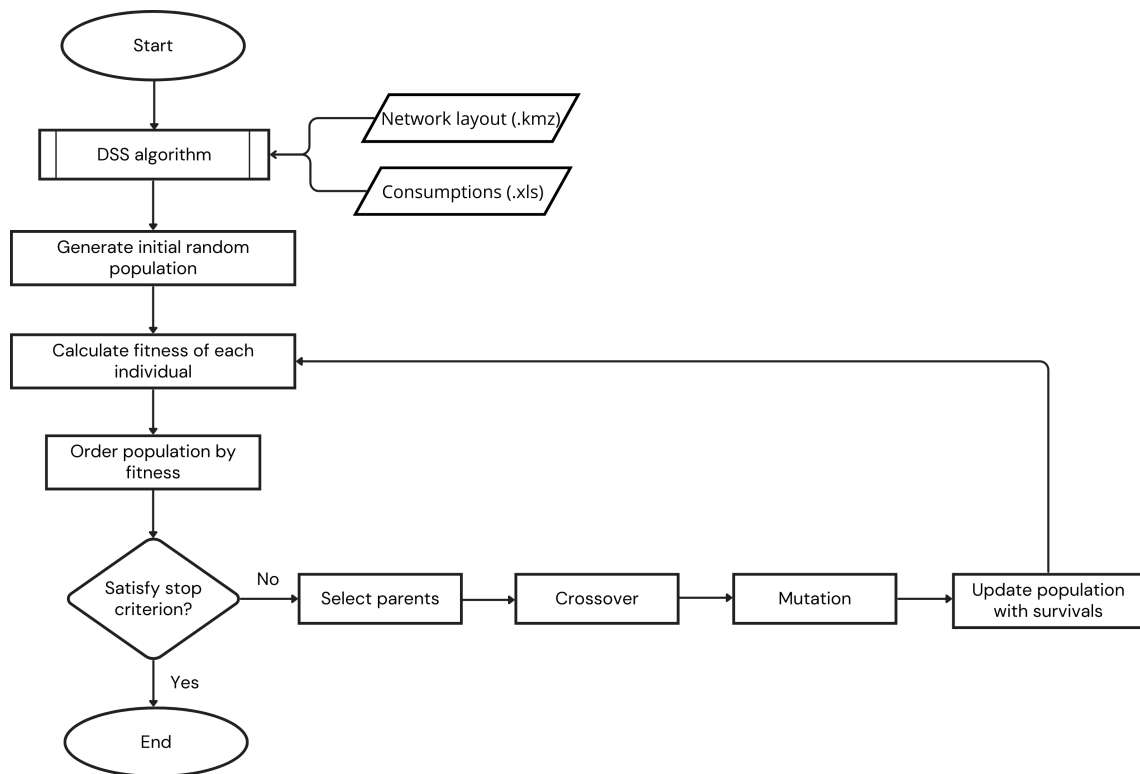 Start
Network layout (.kmz)
DSS algorithm
Consumptions (.xls)
Generate initial random
population
Calculate fitness of each
individual
Order population by
fitness
Satisfy stop
criterion?
No
Select parents
Crossover
Mutation
Update population
with survivals
Yes
End